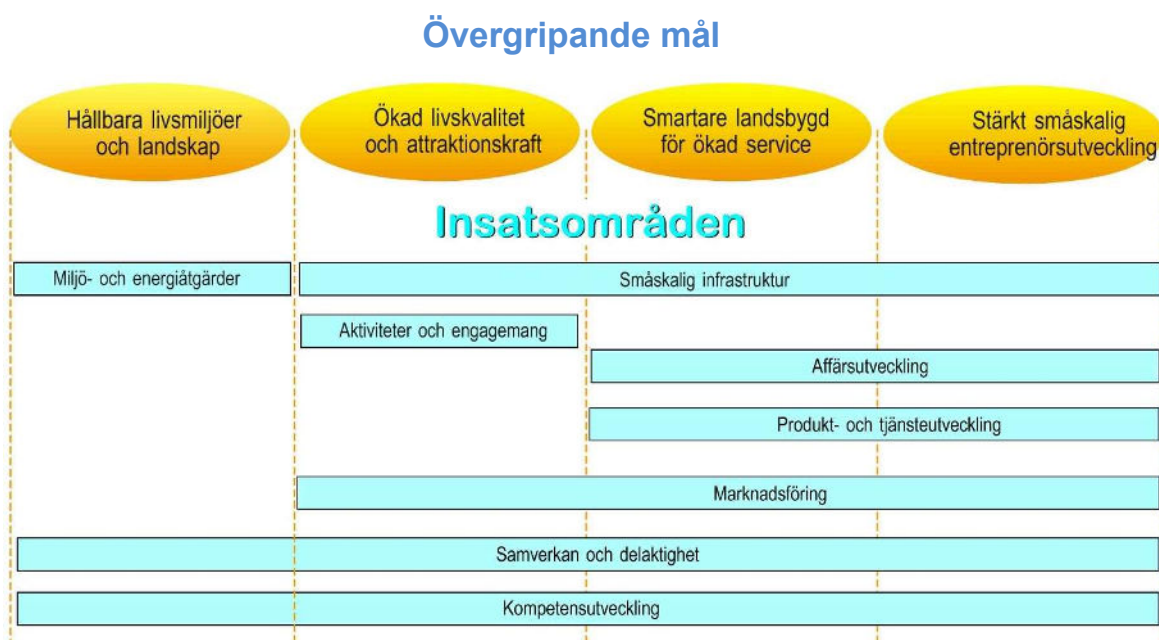 Övergripande mål
Hållbara livsmiljöer
och landskap
Ökad livskvalitet
och attraktionskraft
Smartare landsbygd
för ökad service
Stärkt småskalig
entreprenörsutveckling
Insatsområden
Miljö- och energiåtgärder
Småskalig infrastruktur
Aktiviteter och engagemang
Affärsutveckling
Produkt- och tjänsteutveckling
Marknadsföring
Samverkan och delaktighet
Kompetensutveckling